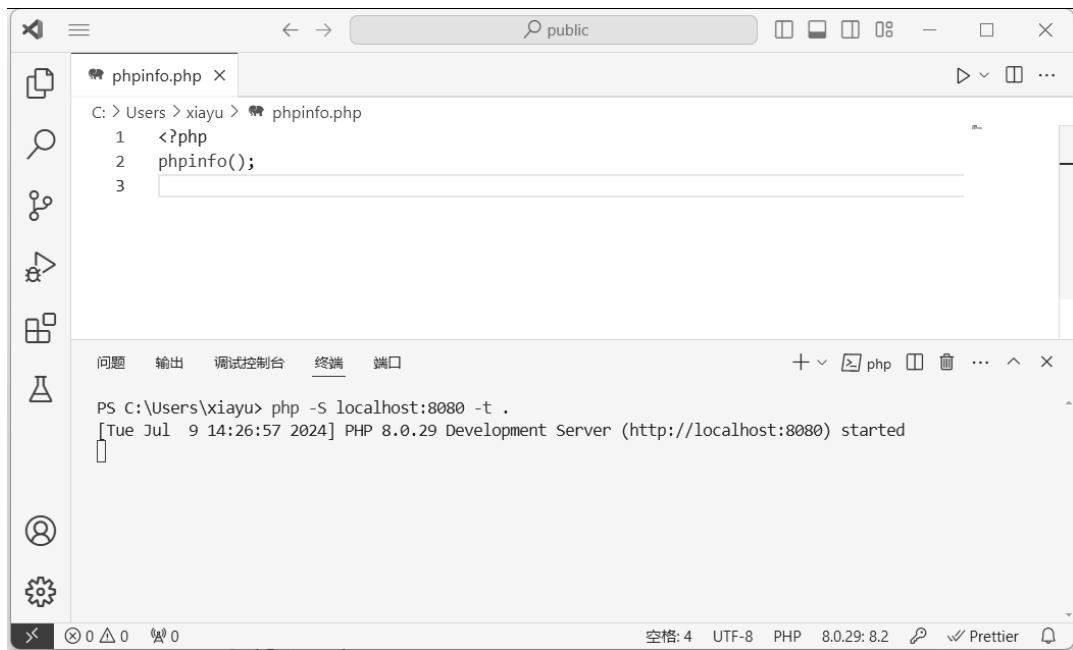 public
phpinfo.php
C: > Users > xiayu > phpinfo.php
1 <?php
2 phpinfo();
3
问题 输出 调试控制台 终端 端口
php
PS C:\Users\xiayu> php -S localhost:8080 -t .
[Tue Jul  9 14:26:57 2024] PHP 8.0.29 Development Server (http://localhost:8080) started
0 0 0 空格: 4 UTF-8 PHP 8.0.29: 8.2 Prettier